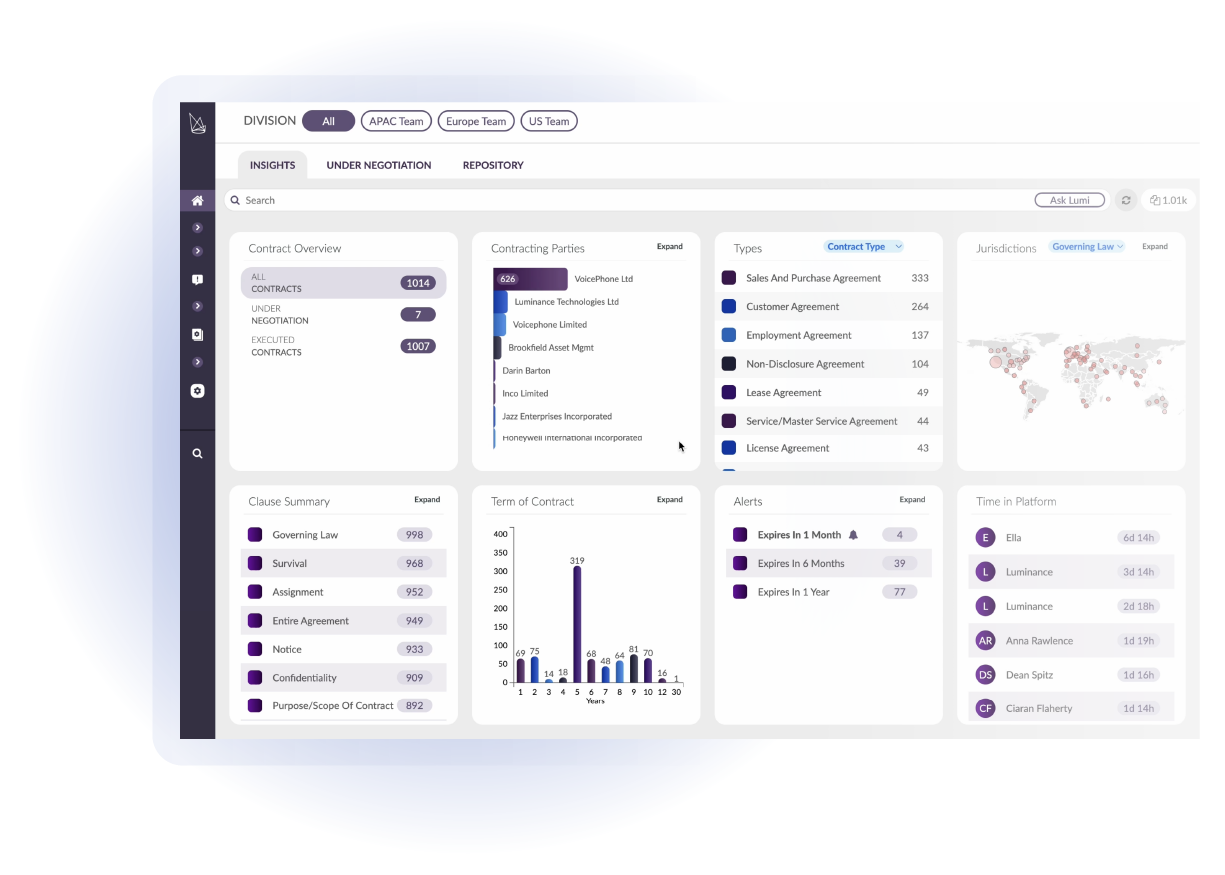 DIVISION All APAC Team Europe Team US Team
INSIGHTS UNDER NEGOTIATION REPOSITORY
Search Ask Lumi 1.01k
Contract Overview
ALL
CONTRACTS 1014
UNDER
NEGOTIATION 7
EXECUTED
CONTRACTS 1007
Contracting Parties Expand
626 VoicePhone Ltd
Luminance Technologies Ltd
Voicephone Limited
Brookfield Asset Mgmt
Darin Barton
Inco Limited
Jazz Enterprises Incorporated
Honeywell International Incorporated
Types Contract Type
Sales And Purchase Agreement 333
Customer Agreement 264
Employment Agreement 137
Non-Disclosure Agreement 104
Lease Agreement 49
Service/Master Service Agreement 44
License Agreement 43
Jurisdictions Governing Law Expand
Clause Summary Expand
Governing Law 998
Survival 968
Assignment 952
Entire Agreement 949
Notice 933
Confidentiality 909
Purpose/Scope Of Contract 892
Term of Contract Expand
400
350
300
250
200
150
100
50
0
69 75 14 18 319 68 48 64 81 70 16 1
1 2 3 4 5 6 7 8 9 10 12 30
Years
Alerts Expand
Expires In 1 Month 4
Expires In 6 Months 39
Expires In 1 Year 77
Time in Platform
E Ella 6d 14h
L Luminance 3d 14h
L Luminance 2d 18h
AR Anna Rawlence 1d 19h
DS Dean Spitz 1d 16h
CF Ciaran Flaherty 1d 14h